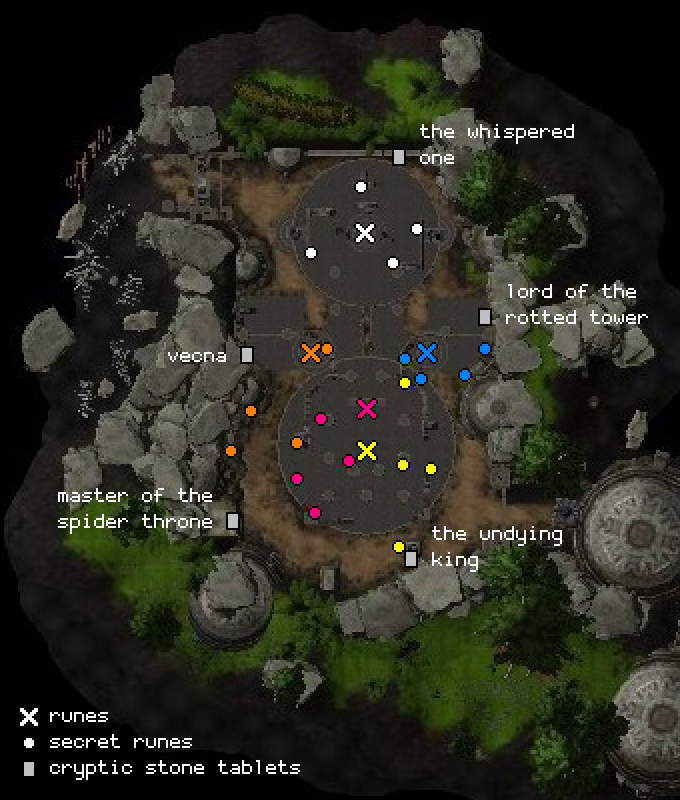 the whispered
one
lord of the
rotted tower
vecna
master of the
spider throne
the undying
king
runes
secret runes
cryptic stone tablets